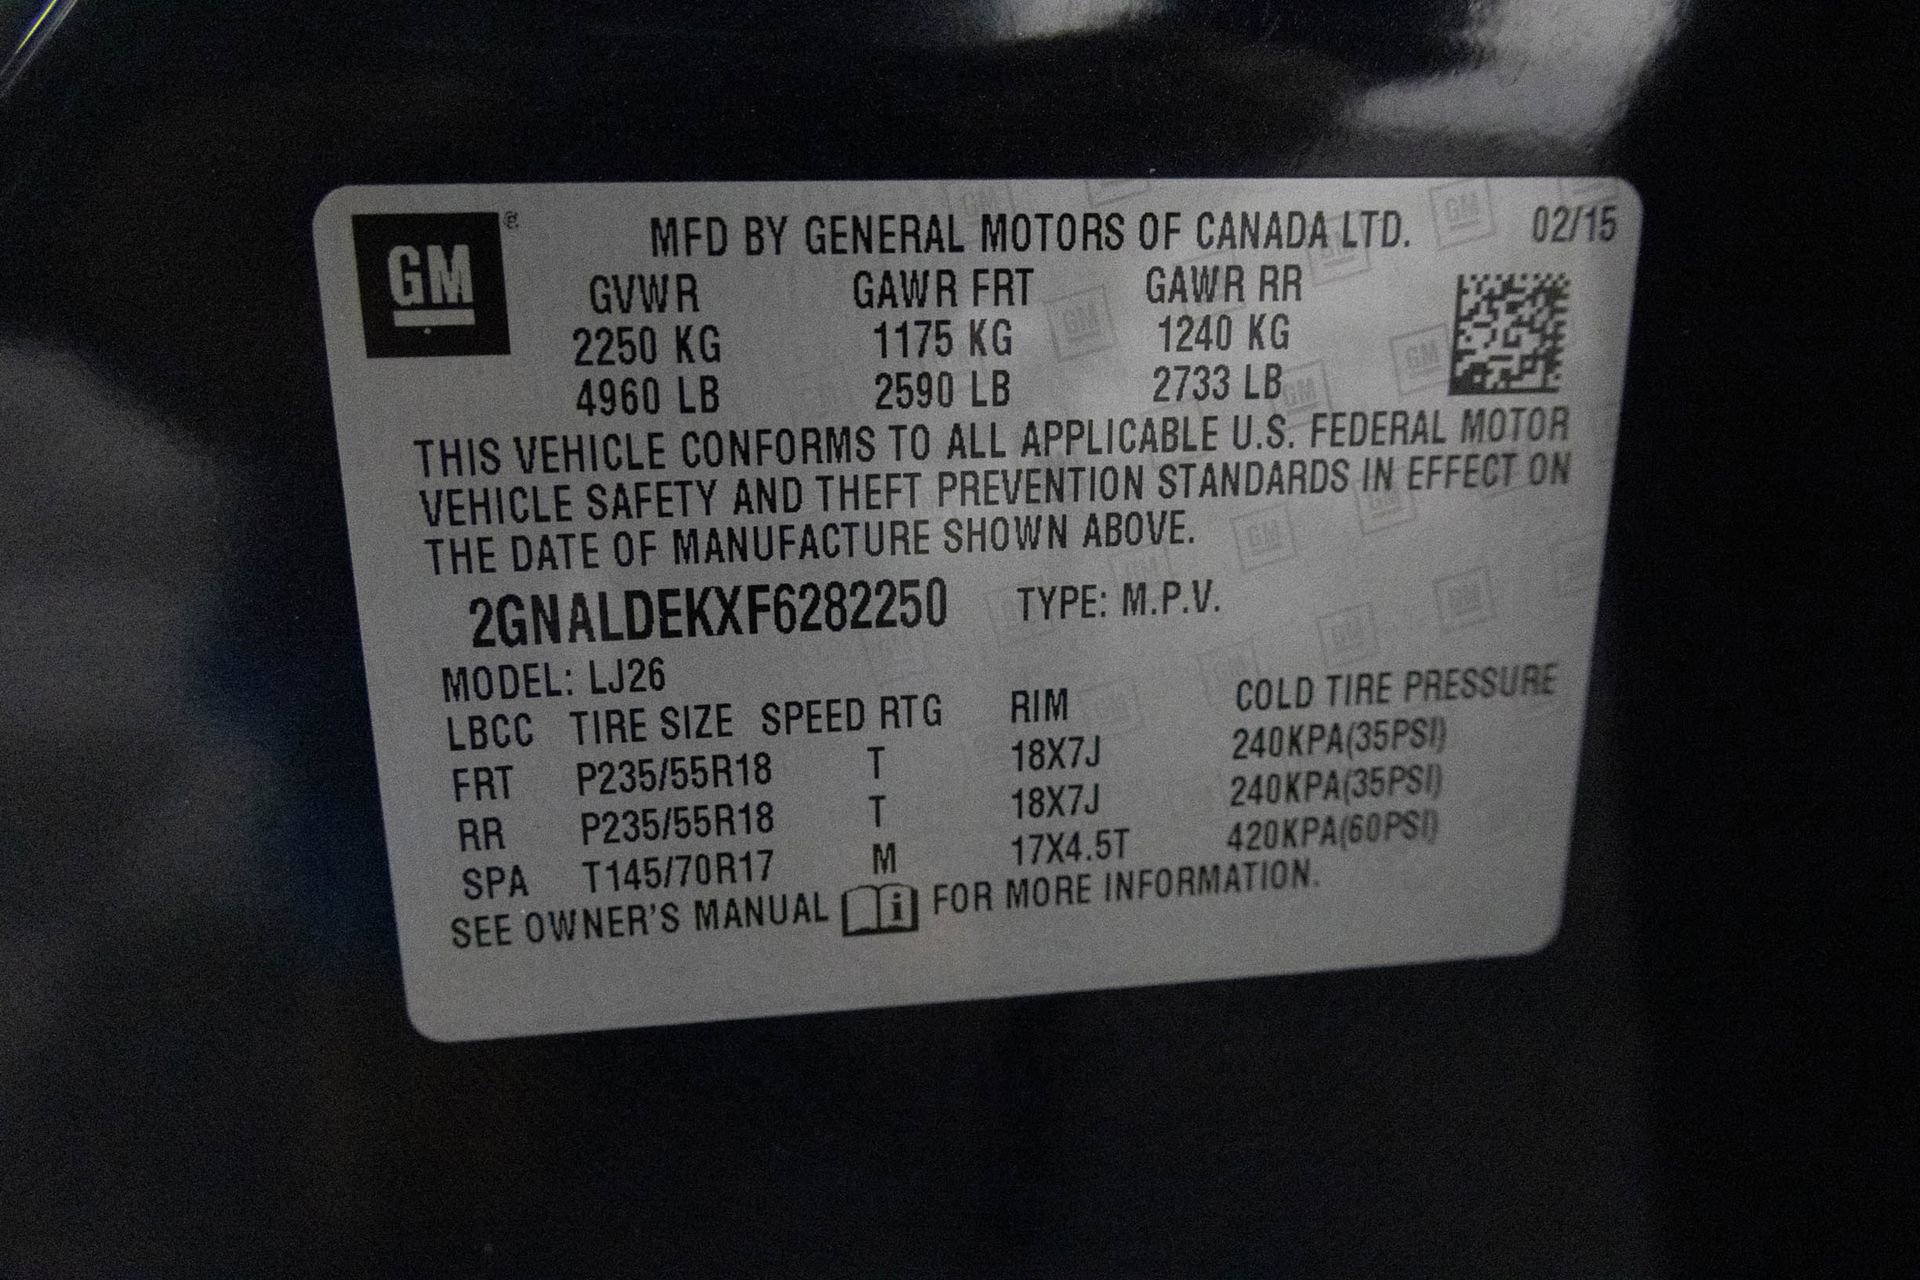 GM ®
MFD BY GENERAL MOTORS OF CANADA LTD. 02/15
GVWR GAWR FRT GAWR RR
2250 KG 1175 KG 1240 KG
4960 LB 2590 LB 2733 LB
THIS VEHICLE CONFORMS TO ALL APPLICABLE U.S. FEDERAL MOTOR
VEHICLE SAFETY AND THEFT PREVENTION STANDARDS IN EFFECT ON
THE DATE OF MANUFACTURE SHOWN ABOVE.
2GNALDEKXF6282250 TYPE: M.P.V.
MODEL: LJ26
LBCC TIRE SIZE SPEED RTG RIM COLD TIRE PRESSURE
FRT P235/55R18 T 18X7J 240KPA(35PSI)
RR P235/55R18 T 18X7J 240KPA(35PSI)
SPA T145/70R17 M 17X4.5T 420KPA(60PSI)
SEE OWNER'S MANUAL i FOR MORE INFORMATION.